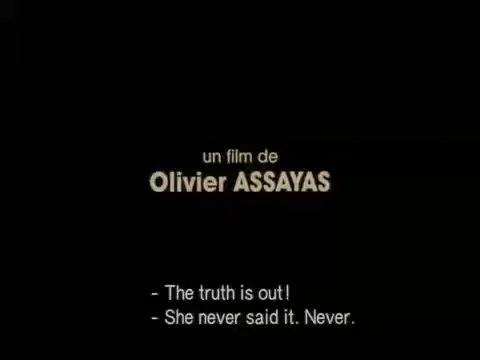 un film de
Olivier ASSAYAS
- The truth is out!
- She never said it. Never.